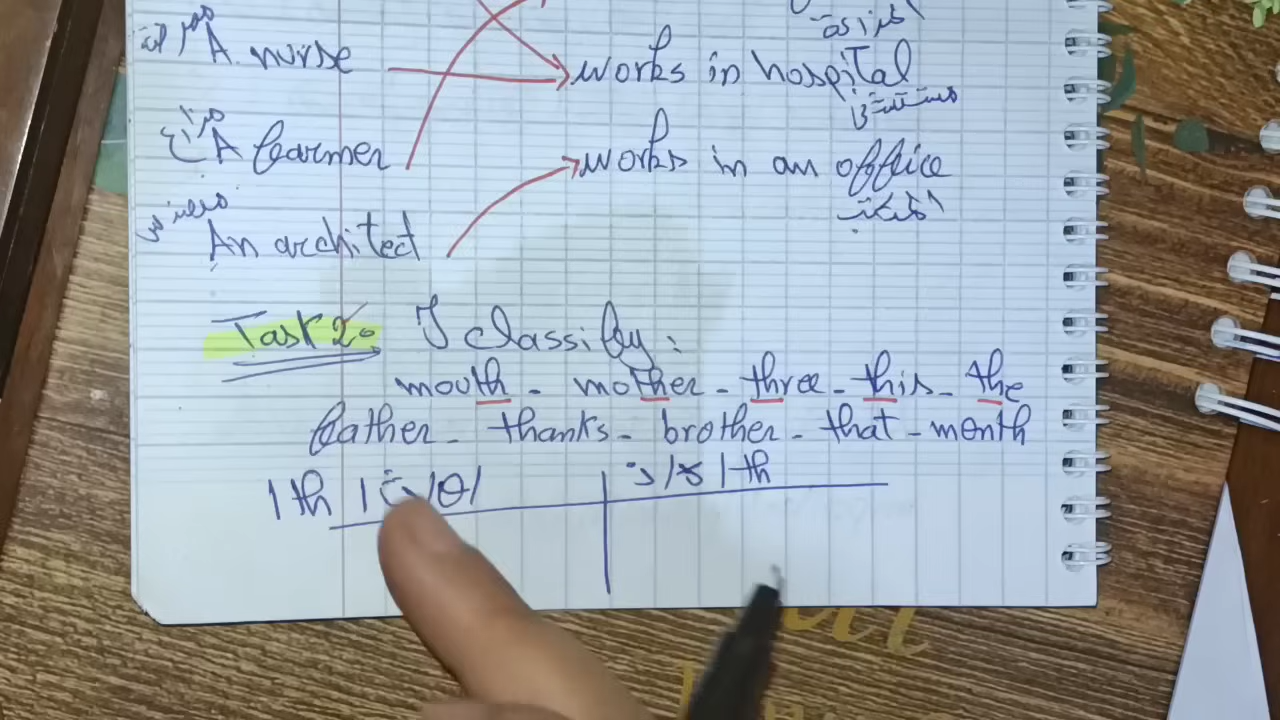 A nurse works in hospital
A farmer works in an office
المكتب
An architect
Task 2: I classify:
mouth - mother - three - this - the
father - thanks - brother - that - month
/th / ث /θ/ ذ /ð / th